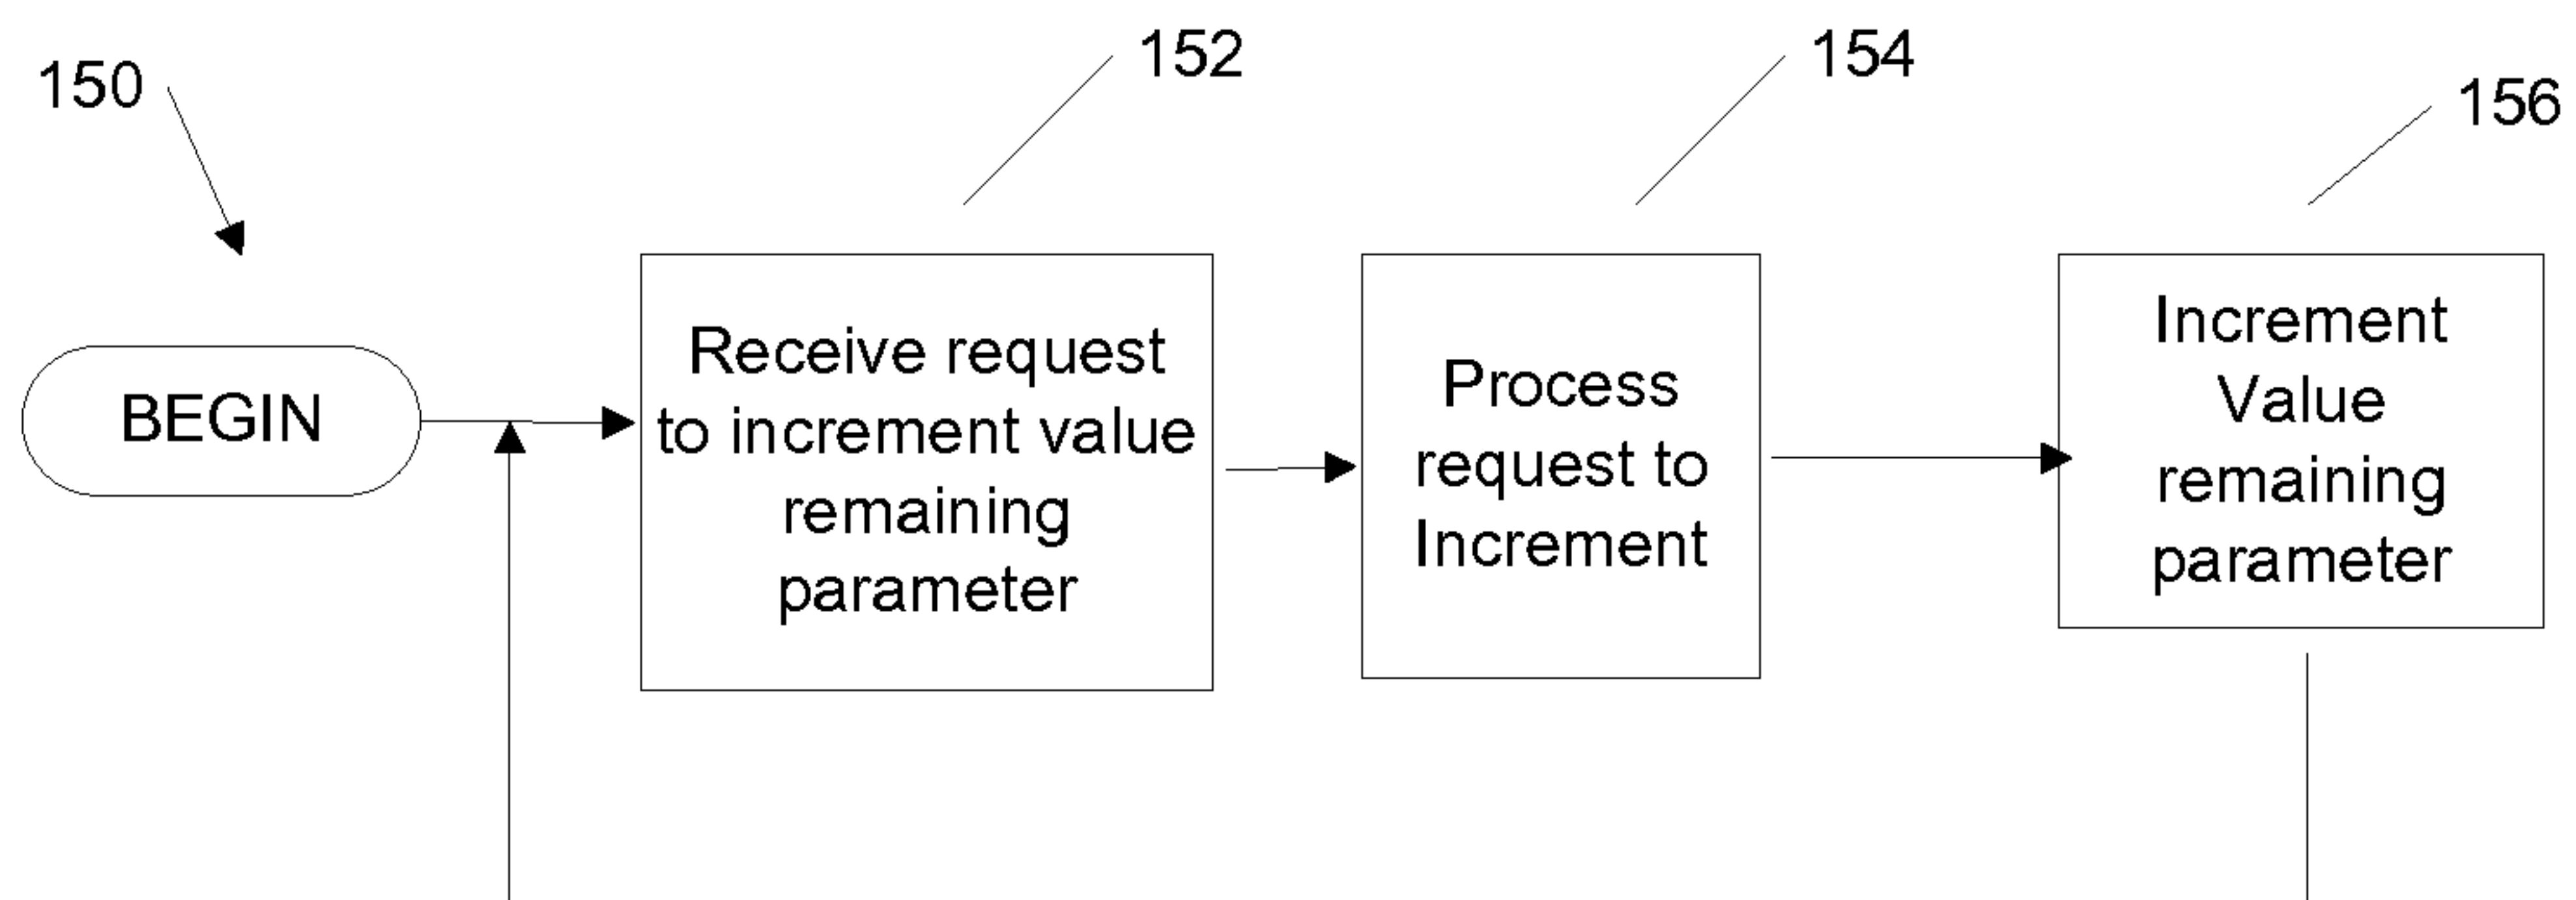 150
152
154
156
BEGIN
Receive request
to increment value
remaining
parameter
Process
request to
Increment
Increment
Value
remaining
parameter